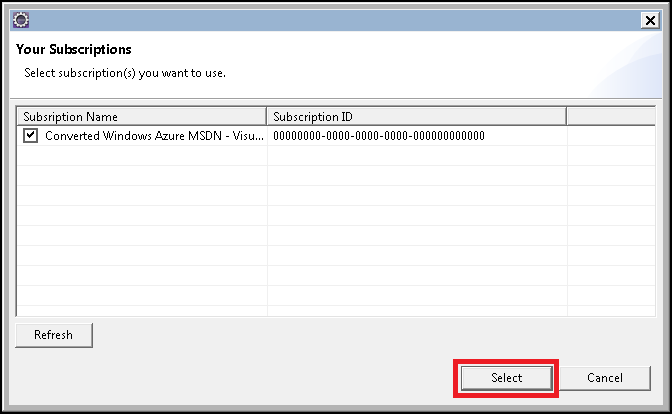 Your Subscriptions
Select subscription(s) you want to use.
Subsription Name Subscription ID
Converted Windows Azure MSDN - Visu... 00000000-0000-0000-0000-000000000000
Refresh
Select Cancel